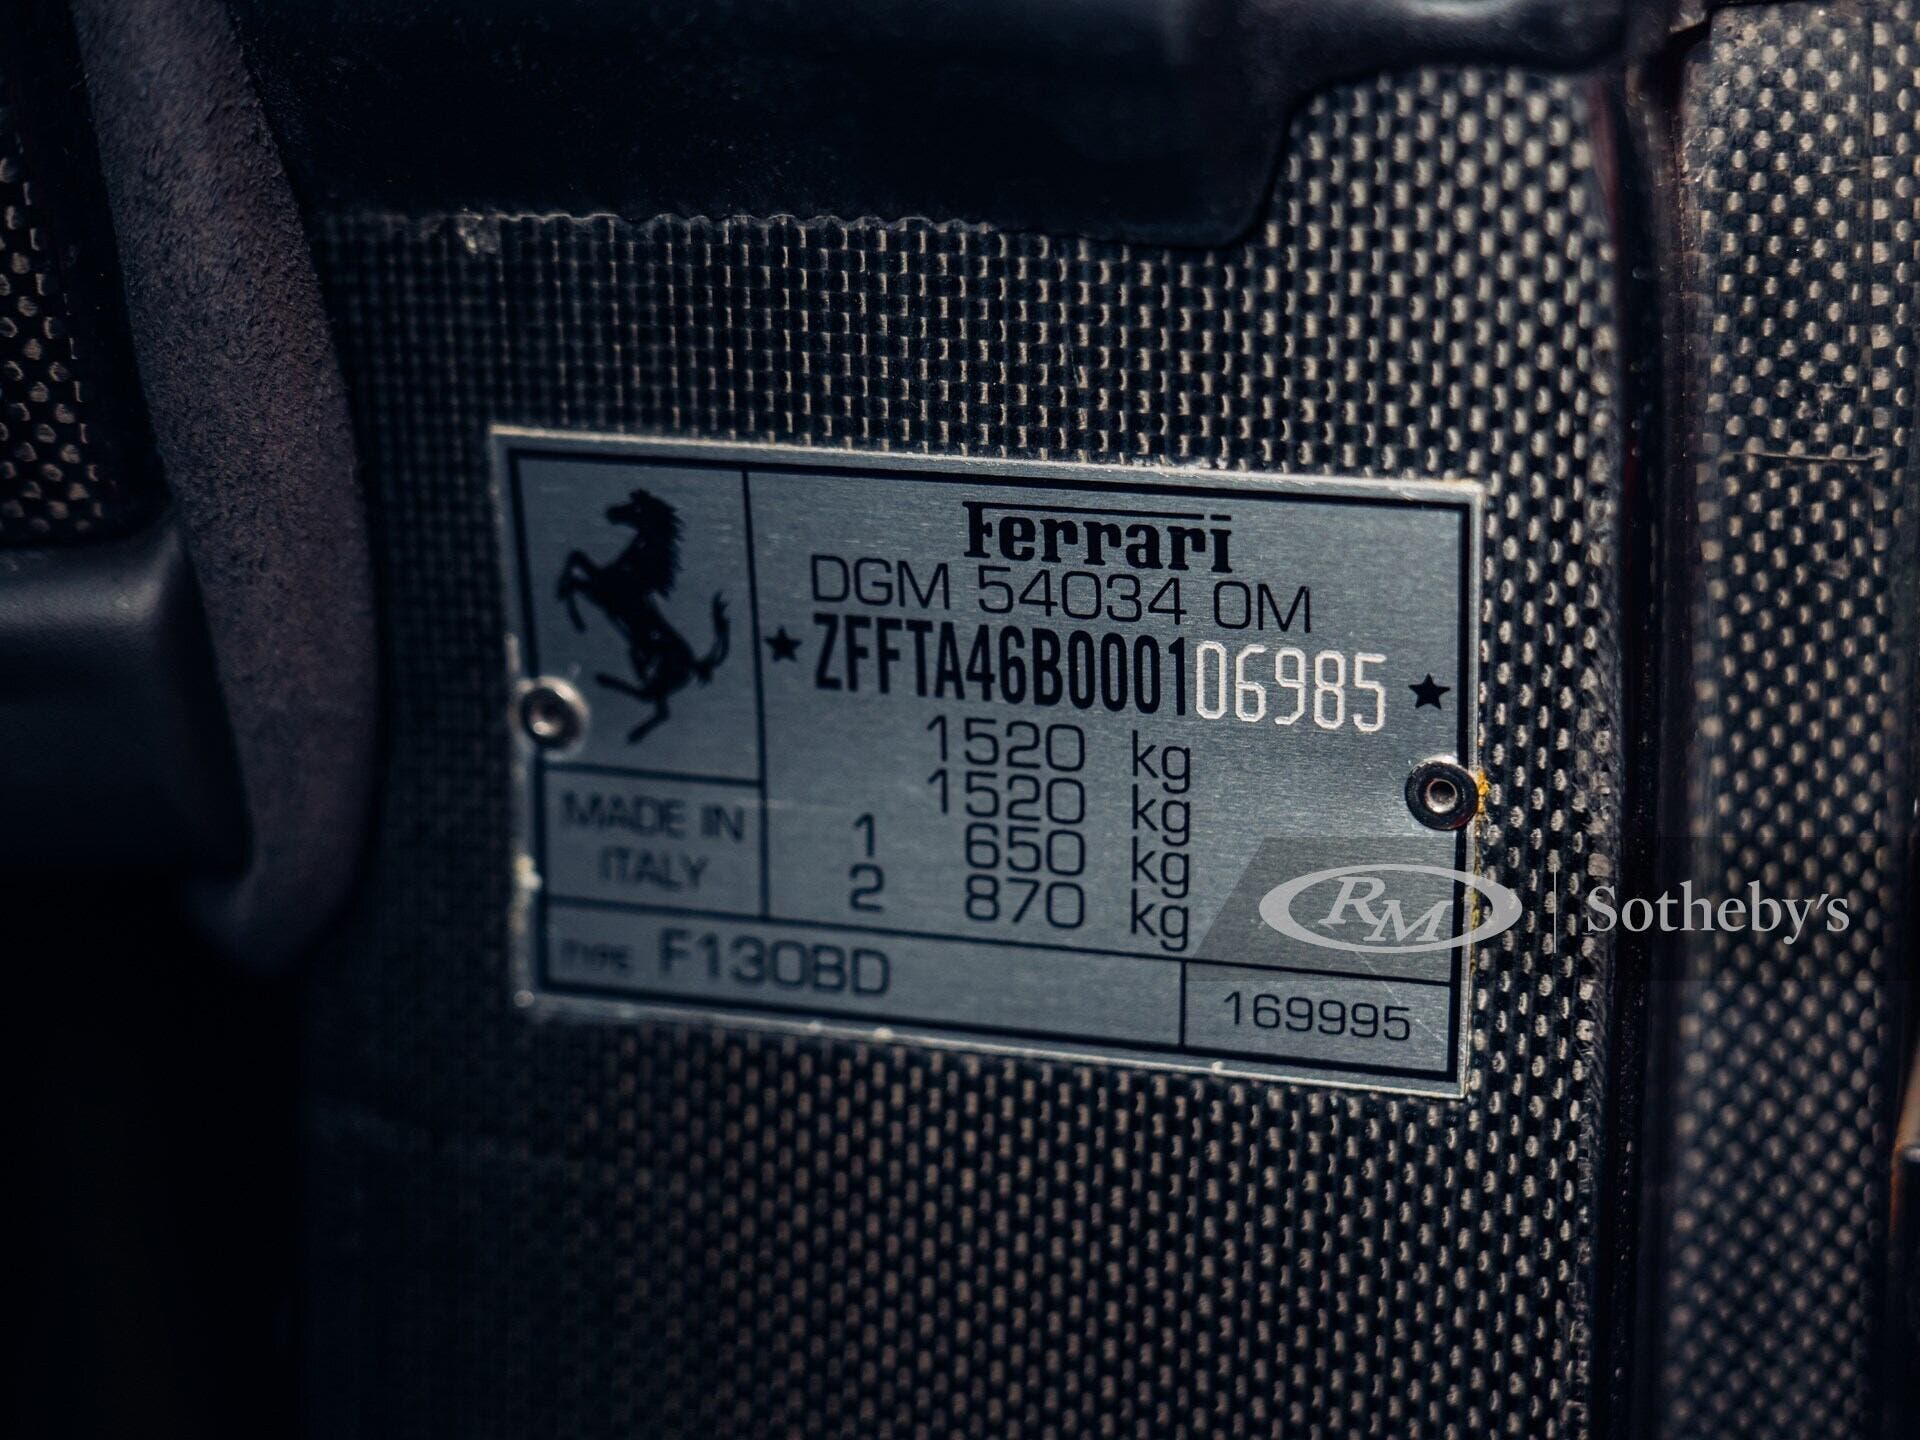 Ferrari
DGM 54034 OM
★ ZFFTA46B000106985 ★
1520 kg
1520 kg
1 650 kg
2 870 kg
MADE IN
ITALY
TYPE F130BD
169995
RM Sotheby's